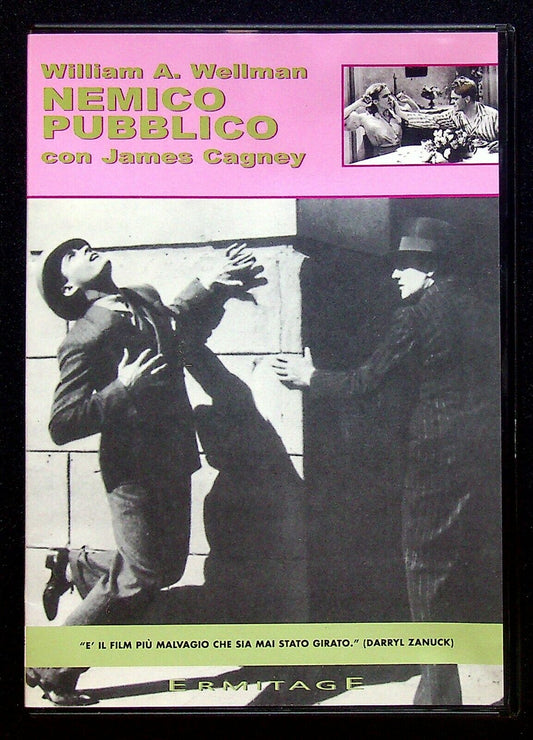 William A. Wellman
NEMICO
PUBBLICO
con James Cagney
“E' IL FILM PIÙ MALVAGIO CHE SIA MAI STATO GIRATO.” (DARRYL ZANUCK)
ERMITAGE